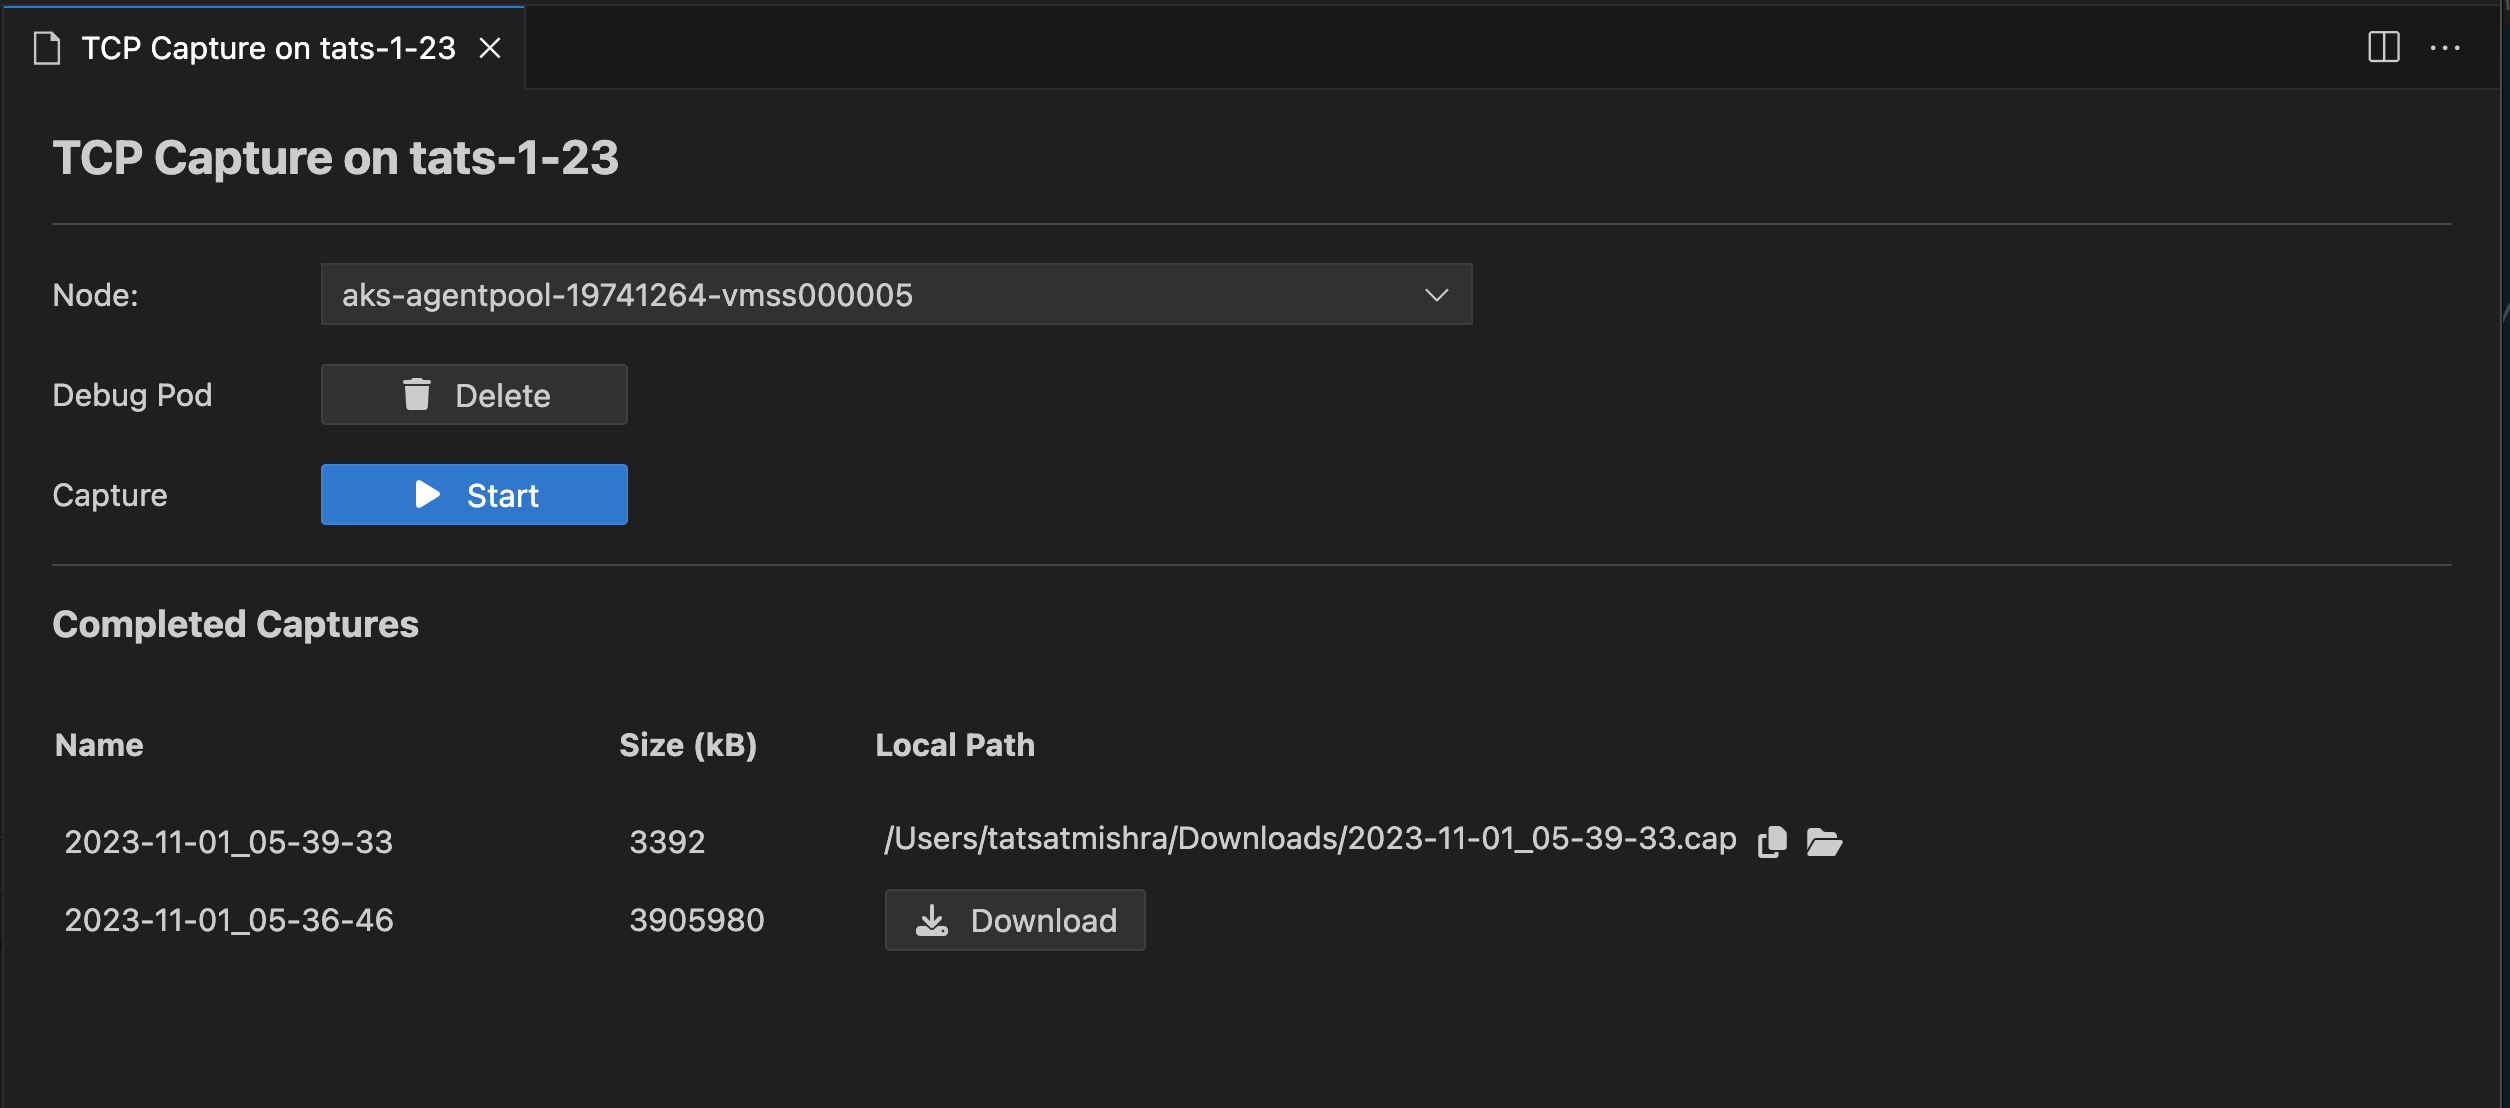 TCP Capture on tats-1-23
TCP Capture on tats-1-23
Node: aks-agentpool-19741264-vmss000005
Debug Pod Delete
Capture Start
Completed Captures
Name Size (kB) Local Path
2023-11-01_05-39-33 3392 /Users/tatsatmishra/Downloads/2023-11-01_05-39-33.cap
2023-11-01_05-36-46 3905980 Download